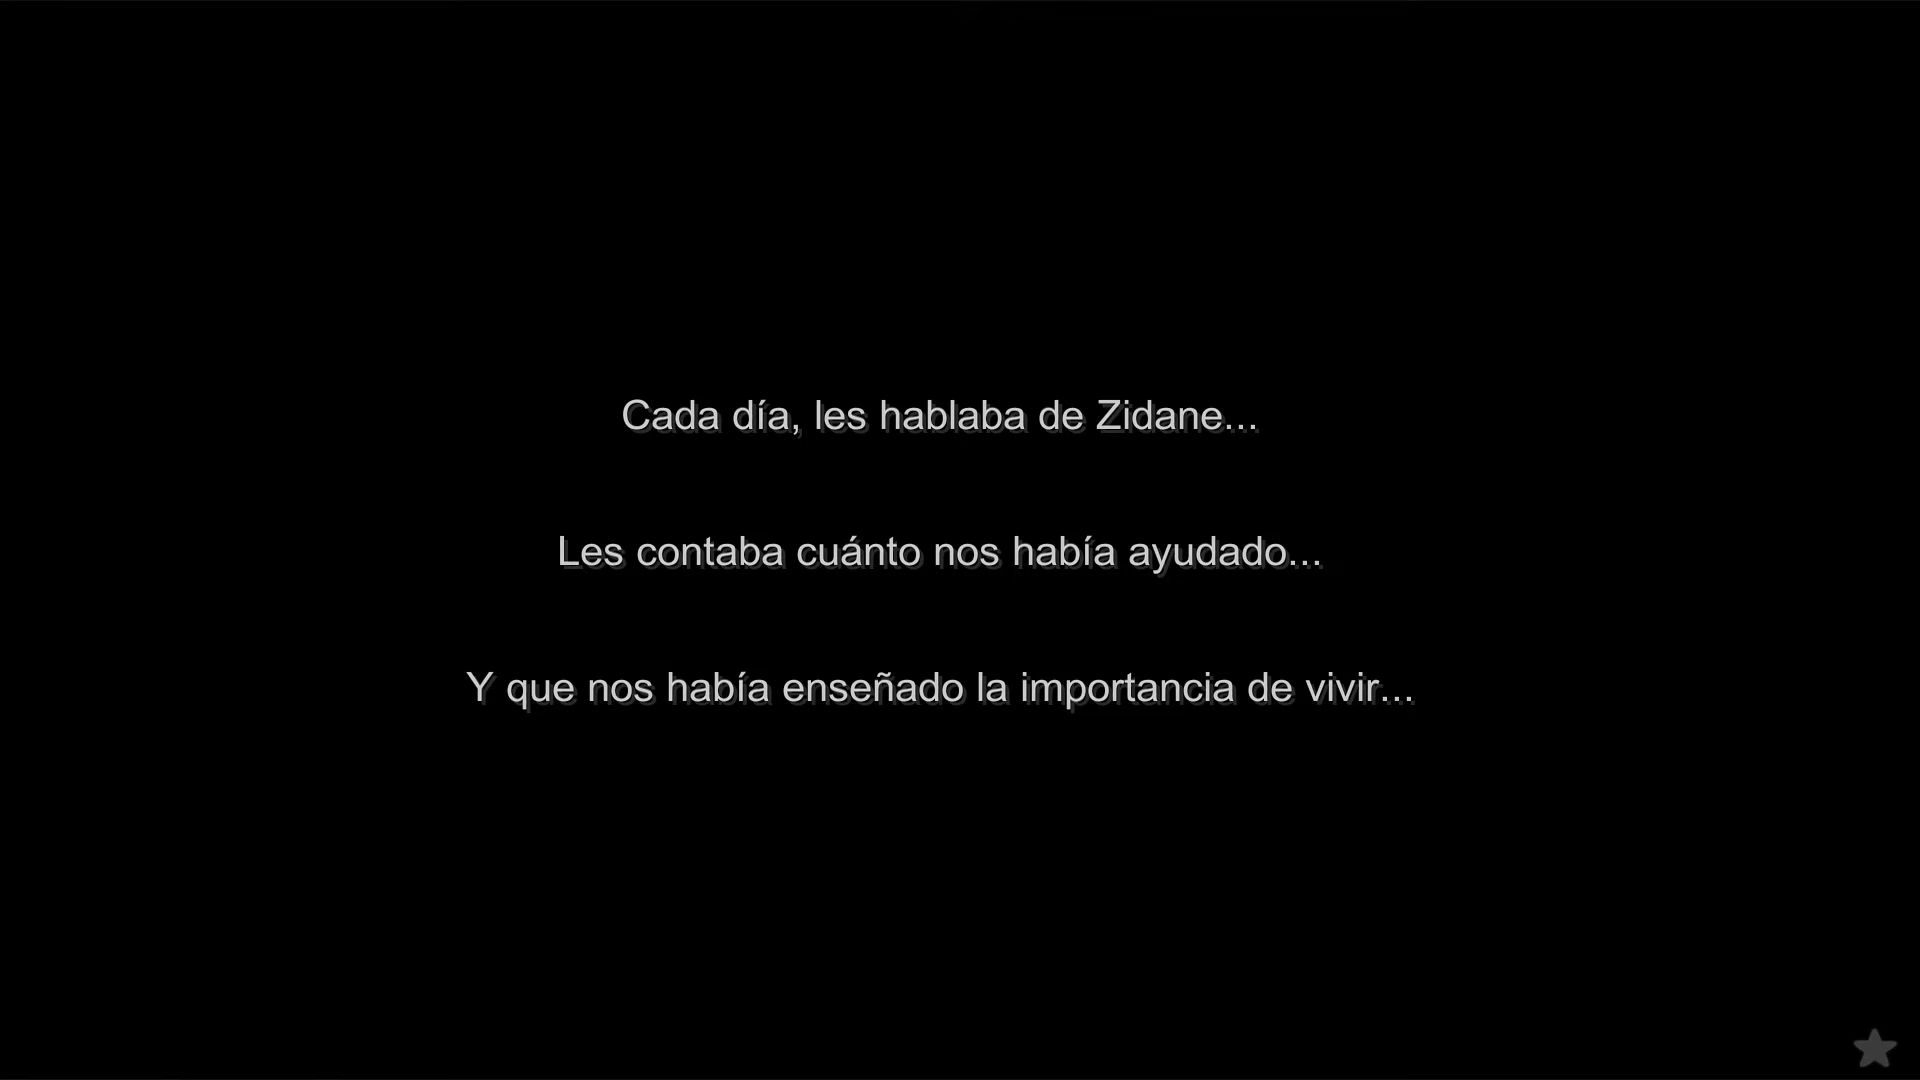 Cada día, les hablaba de Zidane...
Les contaba cuánto nos había ayudado...
Y que nos había enseñado la importancia de vivir...